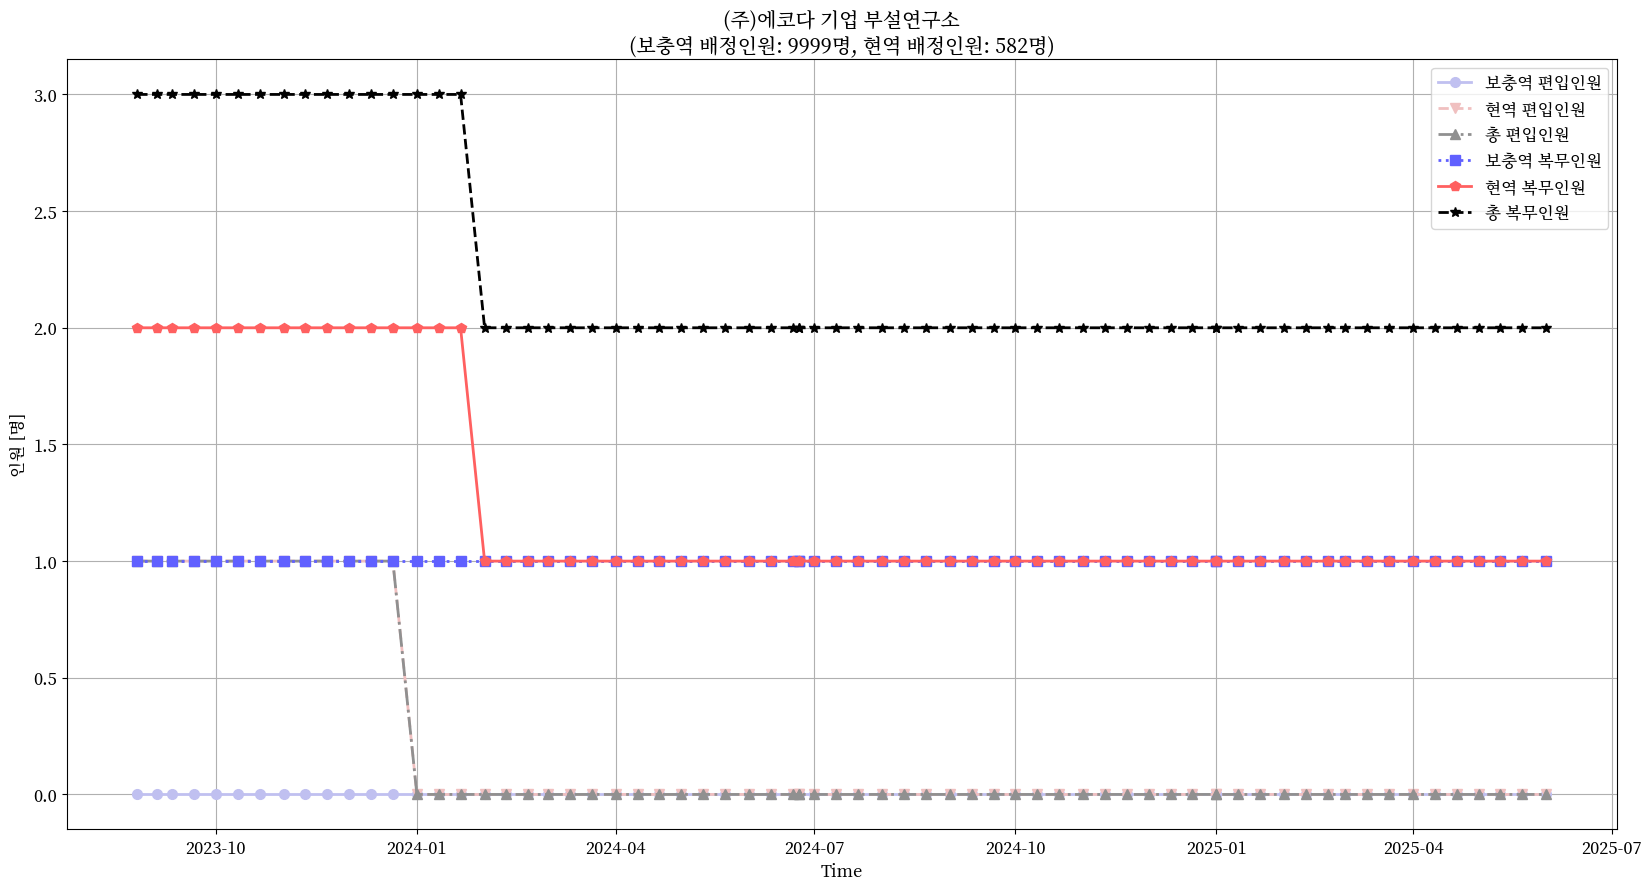 (주)에코다 기업 부설연구소
(보충역 배정인원: 9999명, 현역 배정인원: 582명)
보충역 편입인원
현역 편입인원
총 편입인원
보충역 복무인원
현역 복무인원
총 복무인원
인원 [명]
3.0
2.5
2.0
1.5
1.0
0.5
0.0
2023-10
2024-01
2024-04
2024-07
2024-10
2025-01
2025-04
2025-07
Time